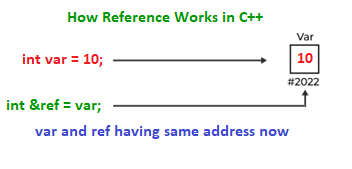 How Reference Works in C++
Var
int var = 10;
10
#2022
int &ref = var;
var and ref having same address now